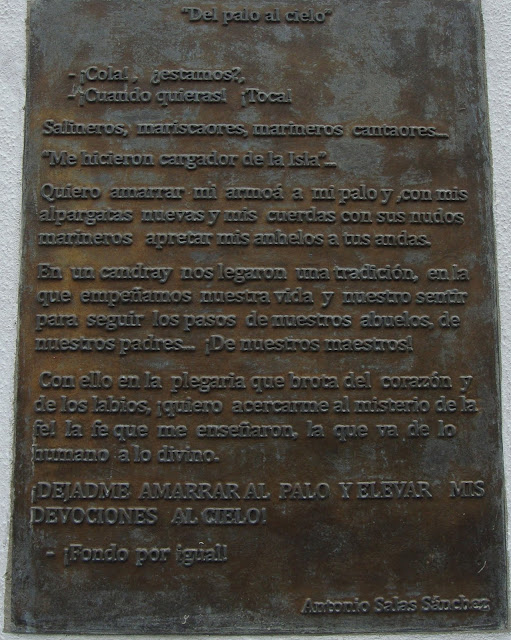 "Del palo al cielo"
- ¡Cola! , ¿estamos?,
- ¡Cuando quieras! ¡Toca!
Salineros, mariscaores, marineros cantaores...
"Me hicieron cargador de la Isla"...
Quiero amarrar mi armoá a mi palo y ,con mis
alpargatas nuevas y mis cuerdas con sus nudos
marineros apretar mis anhelos a tus andas.
En un candray nos legaron una tradición, en la
que empeñamos nuestra vida y nuestro sentir
para seguir los pasos de nuestros abuelos, de
nuestros padres... ¡De nuestros maestros!
Con ello en la plegaria que brota del corazón y
de los labios, ¡quiero acercarme al misterio de la
fe! la fe que me enseñaron, la que va de lo
humano a lo divino.
¡DEJADME AMARRAR AL PALO Y ELEVAR MIS
DEVOCIONES AL CIELO!
- ¡Fondo por igual!
Antonio Salas Sánchez